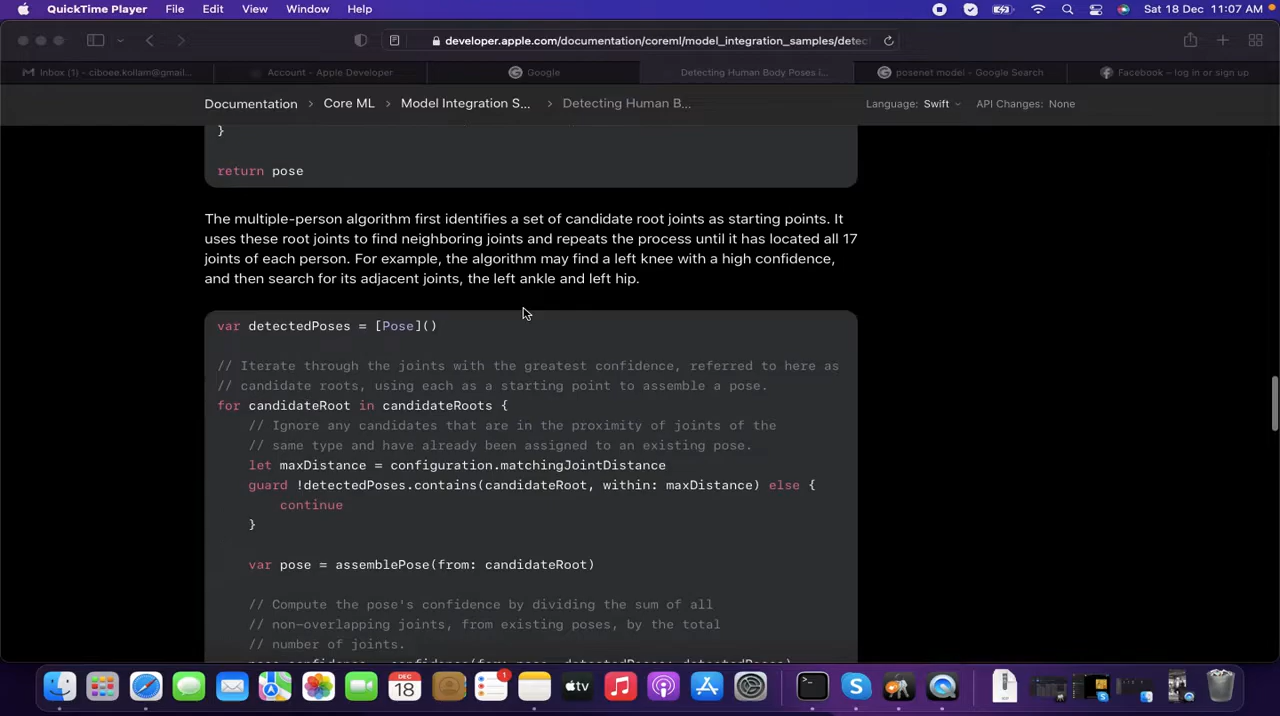 QuickTime Player File Edit View Window Help Sat 18 Dec 11:07 AM
developer.apple.com/documentation/coreml/model_integration_samples/detec
Inbox (1) – ciboee.kollam@gmail... Account - Apple Developer Google Detecting Human Body Poses i... posenet model - Google Search Facebook – log in or sign up
Documentation > Core ML > Model Integration S... > Detecting Human B... Language: Swift API Changes: None
}
return pose
The multiple-person algorithm first identifies a set of candidate root joints as starting points. It
uses these root joints to find neighboring joints and repeats the process until it has located all 17
joints of each person. For example, the algorithm may find a left knee with a high confidence,
and then search for its adjacent joints, the left ankle and left hip.
var detectedPoses = [Pose]()
// Iterate through the joints with the greatest confidence, referred to here as
// candidate roots, using each as a starting point to assemble a pose.
for candidateRoot in candidateRoots {
// Ignore any candidates that are in the proximity of joints of the
// same type and have already been assigned to an existing pose.
let maxDistance = configuration.matchingJointDistance
guard !detectedPoses.contains(candidateRoot, within: maxDistance) else {
continue
}
var pose = assemblePose(from: candidateRoot)
// Compute the pose's confidence by dividing the sum of all
// non-overlapping joints, from existing poses, by the total
// number of joints.
DEC
18
1
tv